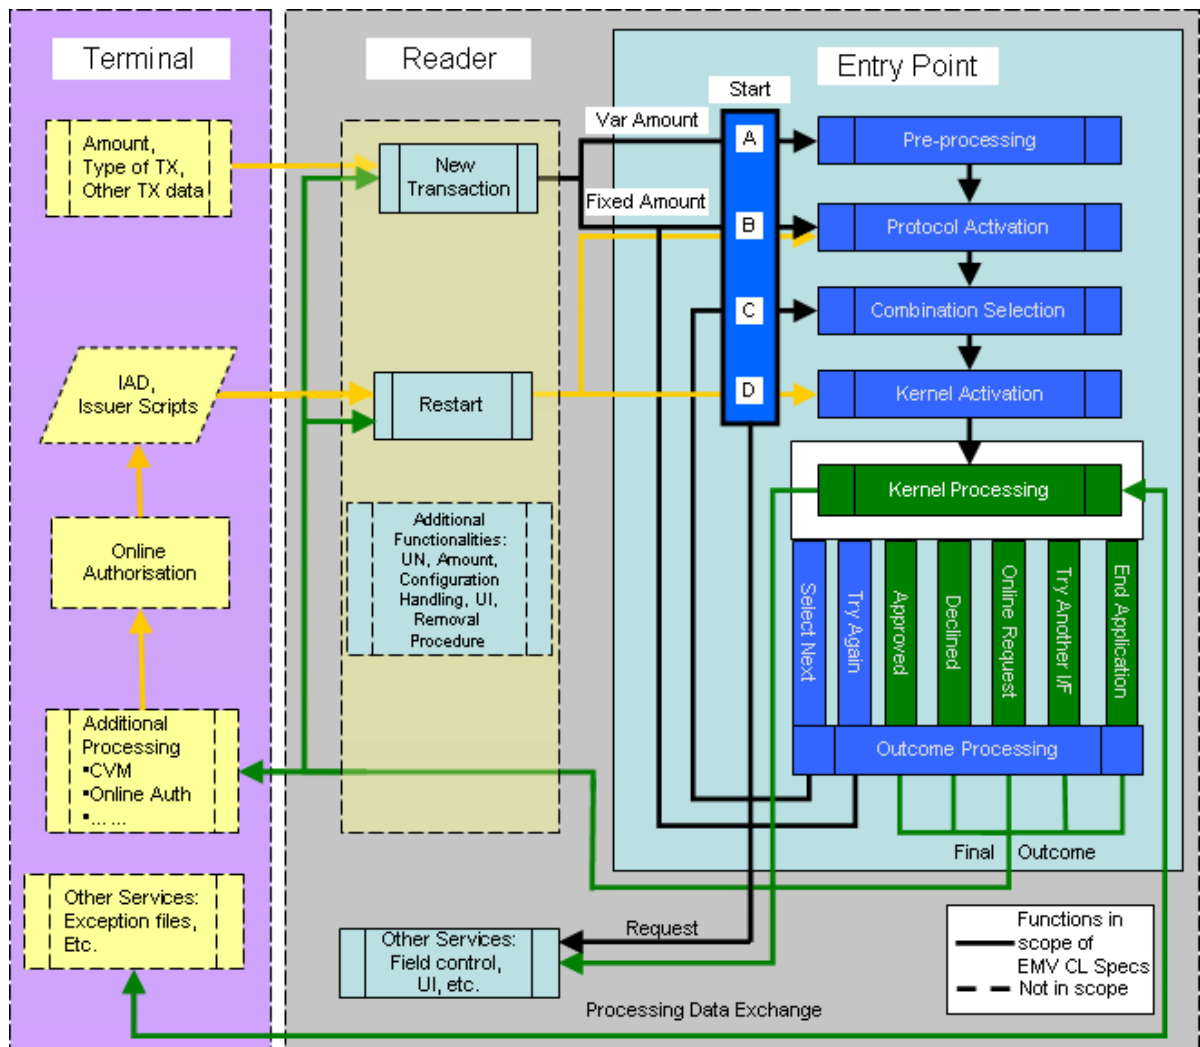 Terminal
Reader
Entry Point
Start
Amount,
Type of TX,
Other TX data
New
Transaction
Var Amount
Fixed Amount
A
B
C
D
Pre-processing
Protocol Activation
Combination Selection
Kernel Activation
Kernel Processing
IAD,
Issuer Scripts
Restart
Online
Authorisation
Additional
Functionalities:
UN, Amount,
Configuration
Handling, UI,
Removal
Procedure
Select Next
Try Again
Approved
Declined
Online Request
Try Another I/F
End Application
Outcome Processing
Additional
Processing
▪CVM
▪Online Auth
▪... ...
Final Outcome
Other Services:
Exception files,
Etc.
Other Services:
Field control,
UI, etc.
Request
Processing Data Exchange
Functions in
scope of
EMV CL Specs
Not in scope